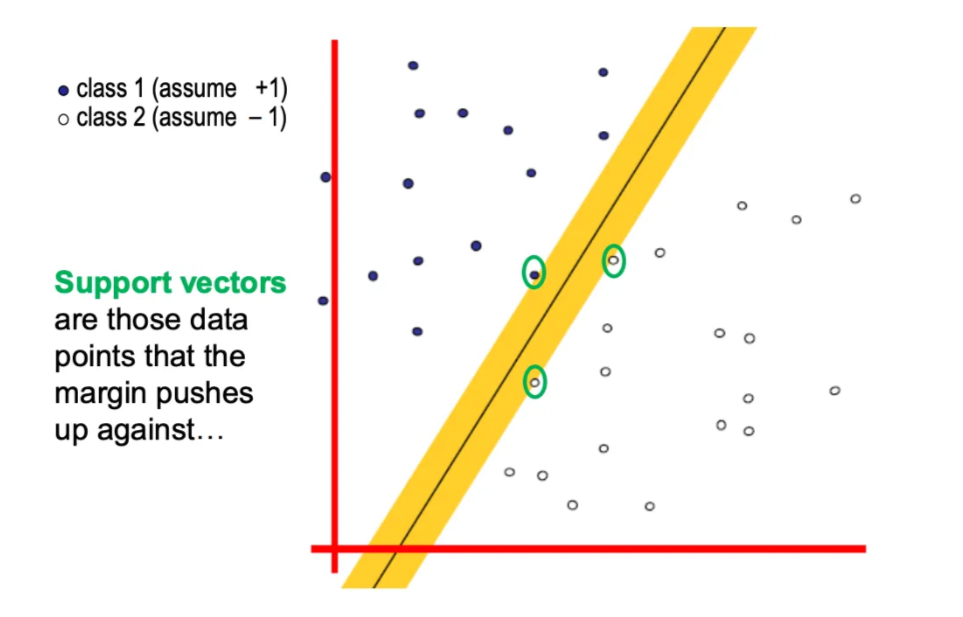 class 1 (assume +1)
class 2 (assume – 1)
Support vectors
are those data
points that the
margin pushes
up against…